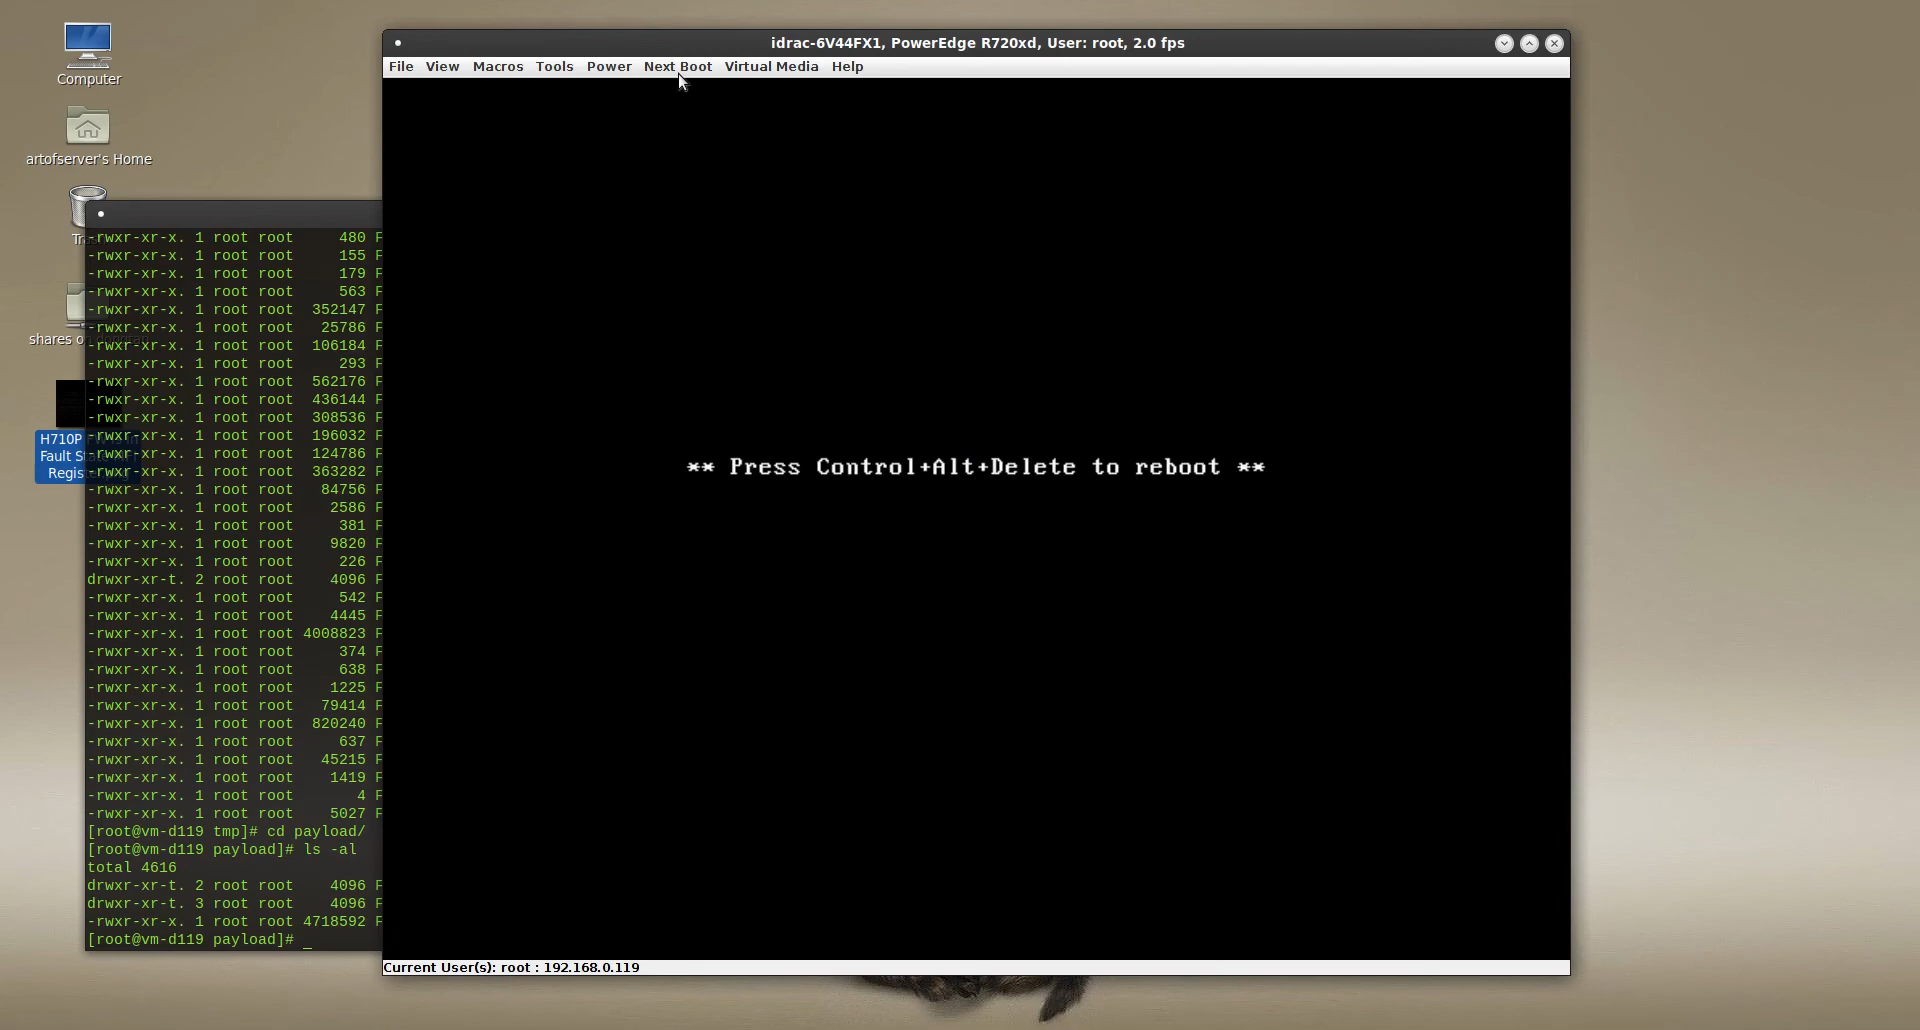 Computer
artofserver's Home
shares on
H710P
Fault
idrac-6V44FX1, PowerEdge R720xd, User: root, 2.0 fps
File View Macros Tools Power Next Boot Virtual Media Help
-rwxr-xr-x. 1 root root 480 F
-rwxr-xr-x. 1 root root 155 F
-rwxr-xr-x. 1 root root 179 F
-rwxr-xr-x. 1 root root 563 F
-rwxr-xr-x. 1 root root 352147 F
-rwxr-xr-x. 1 root root 25786 F
-rwxr-xr-x. 1 root root 106184 F
-rwxr-xr-x. 1 root root 293 F
-rwxr-xr-x. 1 root root 562176 F
-rwxr-xr-x. 1 root root 436144 F
-rwxr-xr-x. 1 root root 308536 F
-rwxr-xr-x. 1 root root 196032 F
-rwxr-xr-x. 1 root root 124786 F
-rwxr-xr-x. 1 root root 363282 F
-rwxr-xr-x. 1 root root 84756 F
-rwxr-xr-x. 1 root root 2586 F
-rwxr-xr-x. 1 root root 381 F
-rwxr-xr-x. 1 root root 9820 F
-rwxr-xr-x. 1 root root 226 F
drwxr-xr-t. 2 root root 4096 F
-rwxr-xr-x. 1 root root 542 F
-rwxr-xr-x. 1 root root 4445 F
-rwxr-xr-x. 1 root root 4008823 F
-rwxr-xr-x. 1 root root 374 F
-rwxr-xr-x. 1 root root 638 F
-rwxr-xr-x. 1 root root 1225 F
-rwxr-xr-x. 1 root root 79414 F
-rwxr-xr-x. 1 root root 820240 F
-rwxr-xr-x. 1 root root 637 F
-rwxr-xr-x. 1 root root 45215 F
-rwxr-xr-x. 1 root root 1419 F
-rwxr-xr-x. 1 root root 4 F
-rwxr-xr-x. 1 root root 5027 F
[root@vm-d119 tmp]# cd payload/
[root@vm-d119 payload]# ls -al
total 4616
drwxr-xr-t. 2 root root 4096 F
drwxr-xr-t. 3 root root 4096 F
-rwxr-xr-x. 1 root root 4718592 F
[root@vm-d119 payload]# _
** Press Control+Alt+Delete to reboot **
Current User(s): root : 192.168.0.119